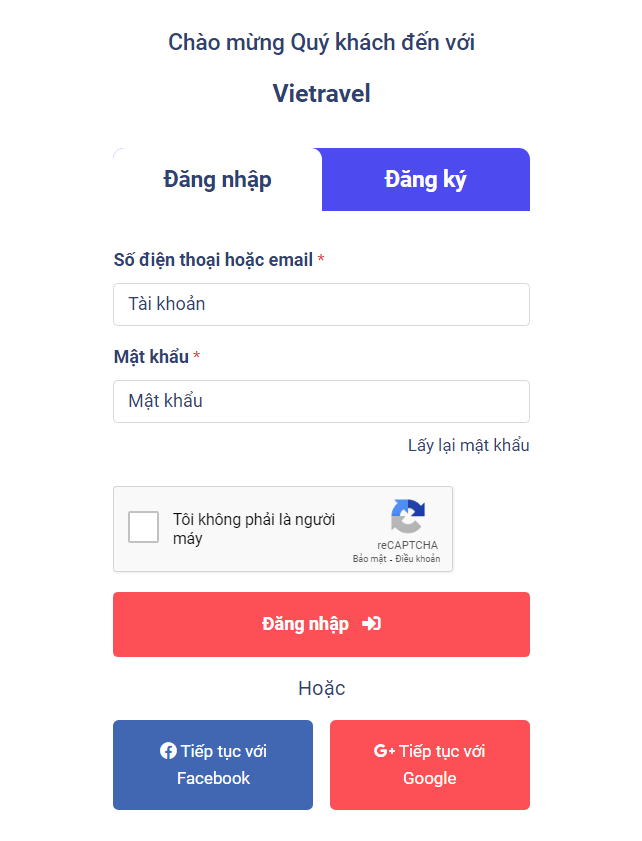 Chào mừng Quý khách đến với
Vietravel
Đăng nhập
Đăng ký
Số điện thoại hoặc email *
Tài khoản
Mật khẩu *
Mật khẩu
Lấy lại mật khẩu
Tôi không phải là người
máy
reCAPTCHA
Bảo mật - Điều khoản
Đăng nhập
Hoặc
Tiếp tục với
Facebook
G+ Tiếp tục với
Google